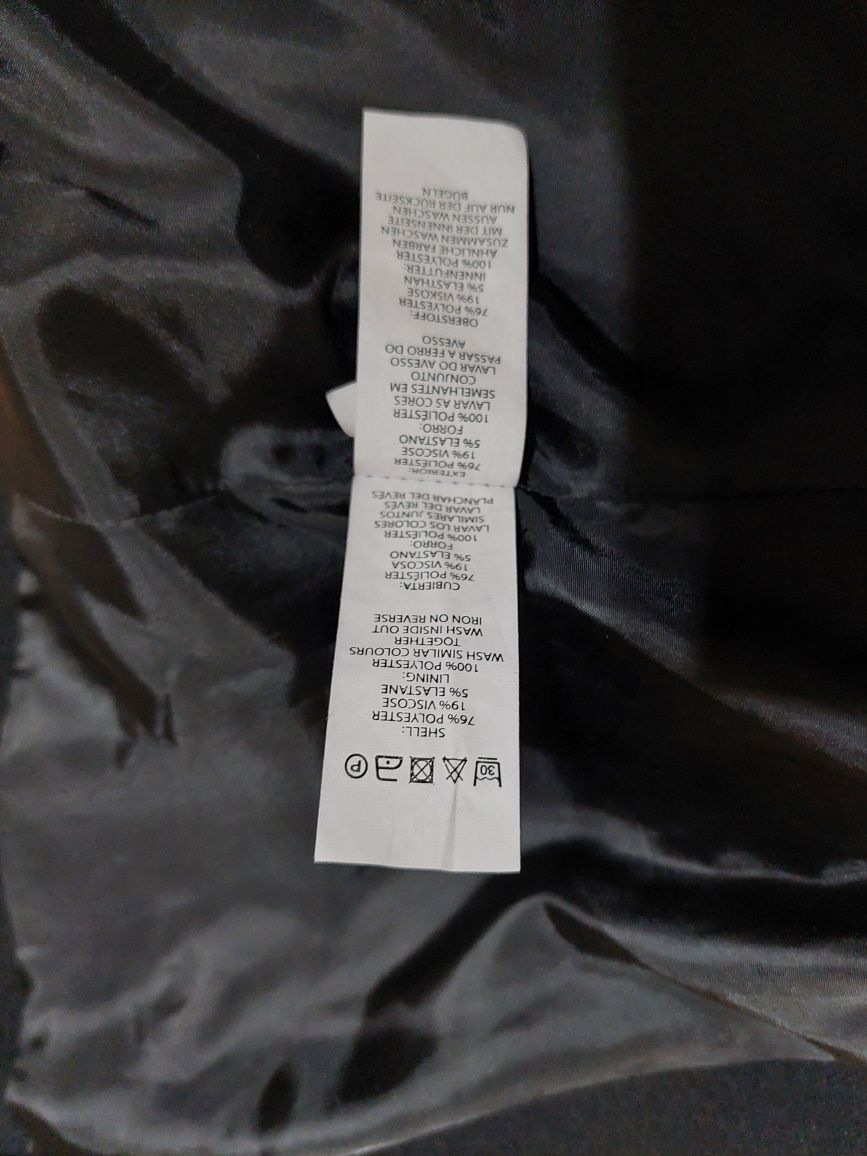 30 P
SHELL:
76% POLYESTER
19% VISCOSE
5% ELASTANE
LINING:
100% POLYESTER
WASH SIMILAR COLOURS
TOGETHER
WASH INSIDE OUT
IRON ON REVERSE
CUBIERTA:
76% POLIÉSTER
19% VISCOSA
5% ELASTANO
FORRO:
100% POLIÉSTER
LAVAR LOS COLORES
SIMILARES JUNTOS
LAVAR DEL REVÉS
PLANCHAR DEL REVÉS
EXTERIOR:
76% POLIÉSTER
19% VISCOSE
5% ELASTANO
FORRO:
100% POLIÉSTER
LAVAR AS CORES
SEMELHANTES EM
CONJUNTO
LAVAR DO AVESSO
PASSAR A FERRO DO
AVESSO
OBERSTOFF:
76% POLYESTER
19% VISKOSE
5% ELASTHAN
INNENFUTTER:
100% POLYESTER
ÄHNLICHE FARBEN
ZUSAMMEN WASCHEN
MIT DER INNENSEITE
AUSSEN WASCHEN
NUR AUF DER RÜCKSEITE
BÜGELN